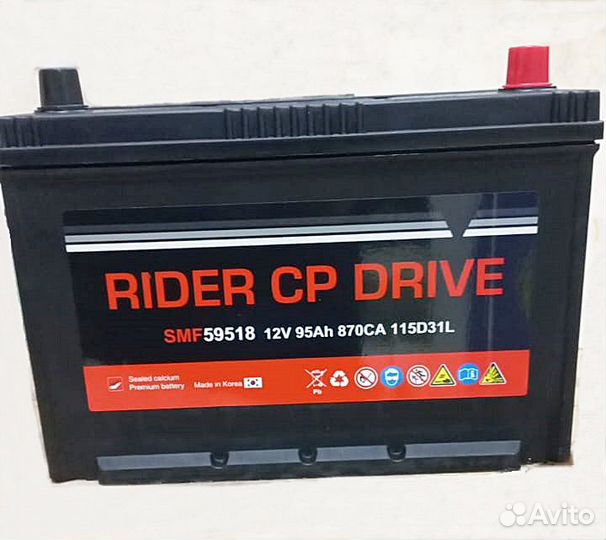 RIDER CP DRIVE
SMF59518 12V 95Ah 870CA 115D31L
Sealed calcium
Premium battery
Made in Korea
Pb
Avito